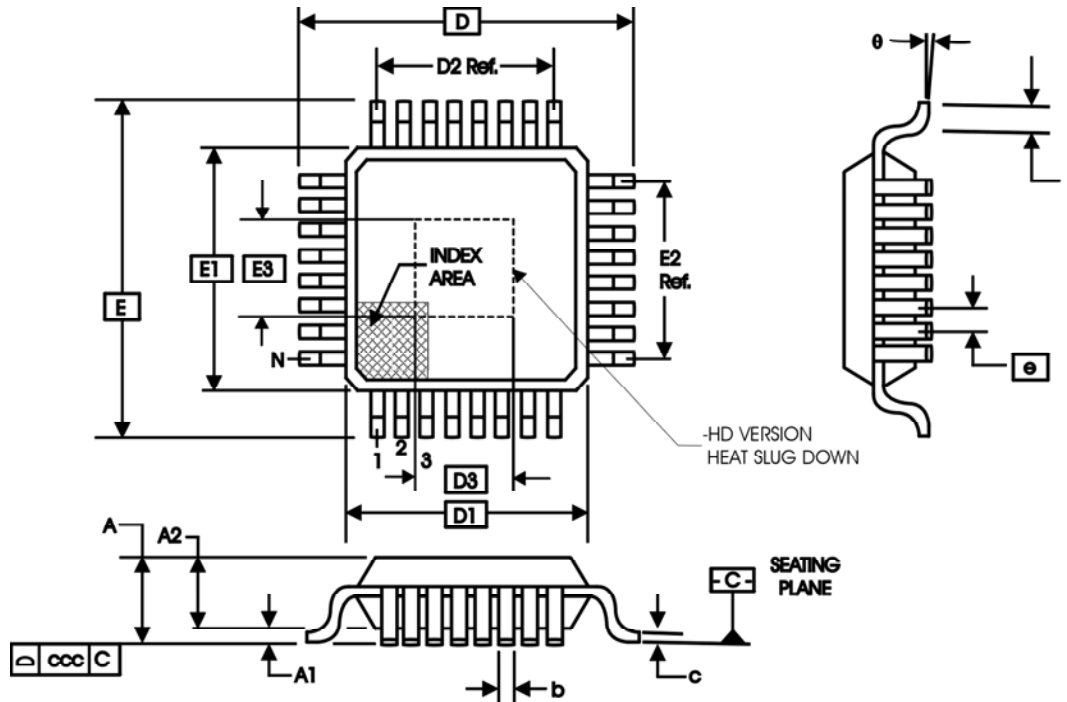 D
D2 Ref.
θ
E
E1
E3
INDEX
AREA
E2
Ref.
N
1
2
3
D3
D1
-HD VERSION
HEAT SLUG DOWN
e
A
A2
A1
ccc C
b
c
-C-
SEATING
PLANE